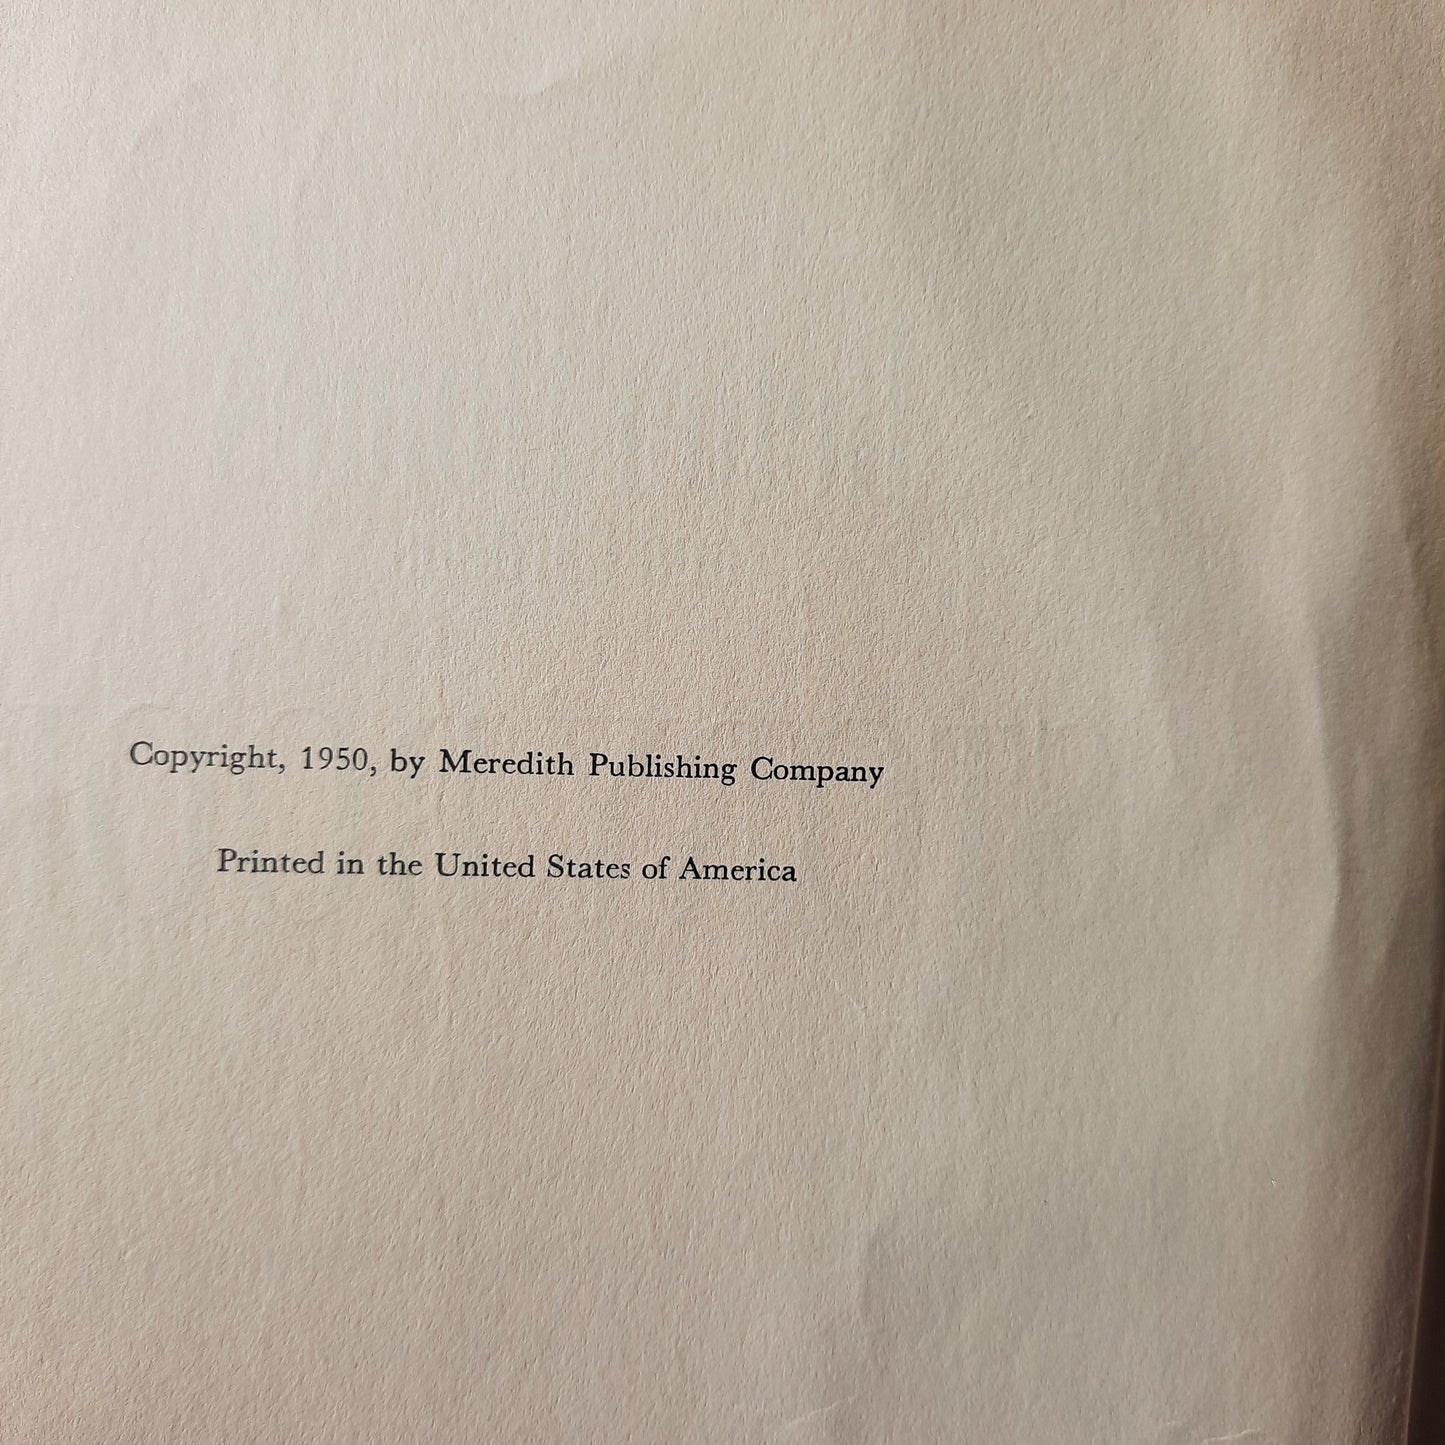 Copyright, 1950, by Meredith Publishing Company
Printed in the United States of America